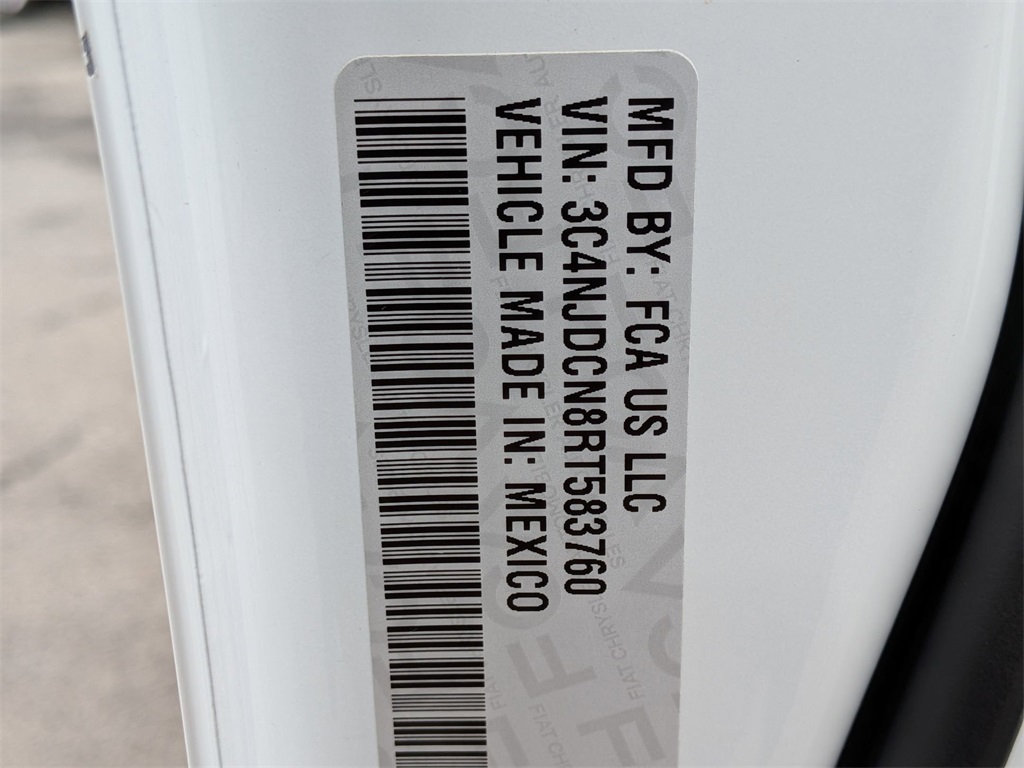 MFD BY: FCA US LLC
VIN: 3C4NJDCN8RT583760
VEHICLE MADE IN: MEXICO